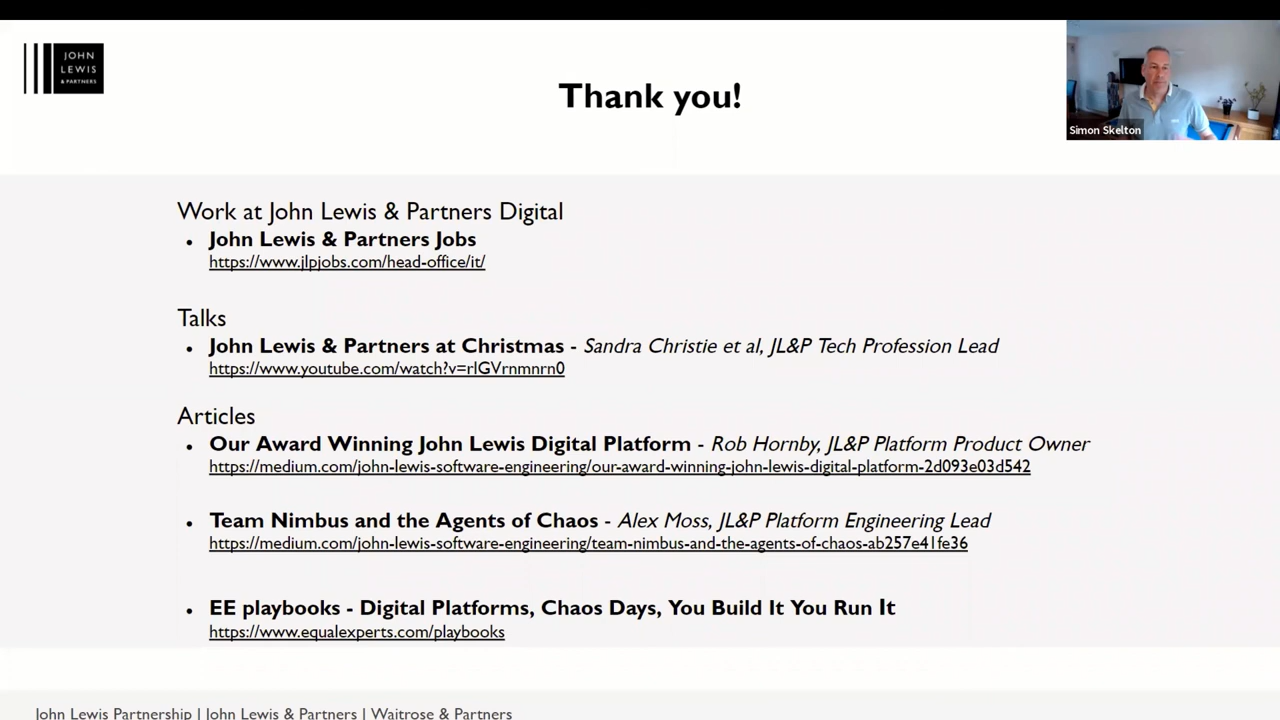 JOHN
LEWIS
& PARTNERS
Thank you!
Simon Skelton
Work at John Lewis & Partners Digital
• John Lewis & Partners Jobs
https://www.jlpjobs.com/head-office/it/
Talks
• John Lewis & Partners at Christmas - Sandra Christie et al, JL&P Tech Profession Lead
https://www.youtube.com/watch?v=rlGVrnmnrn0
Articles
• Our Award Winning John Lewis Digital Platform - Rob Hornby, JL&P Platform Product Owner
https://medium.com/john-lewis-software-engineering/our-award-winning-john-lewis-digital-platform-2d093e03d542
• Team Nimbus and the Agents of Chaos - Alex Moss, JL&P Platform Engineering Lead
https://medium.com/john-lewis-software-engineering/team-nimbus-and-the-agents-of-chaos-ab257e41fe36
• EE playbooks - Digital Platforms, Chaos Days, You Build It You Run It
https://www.equalexperts.com/playbooks
John Lewis Partnership | John Lewis & Partners | Waitrose & Partners